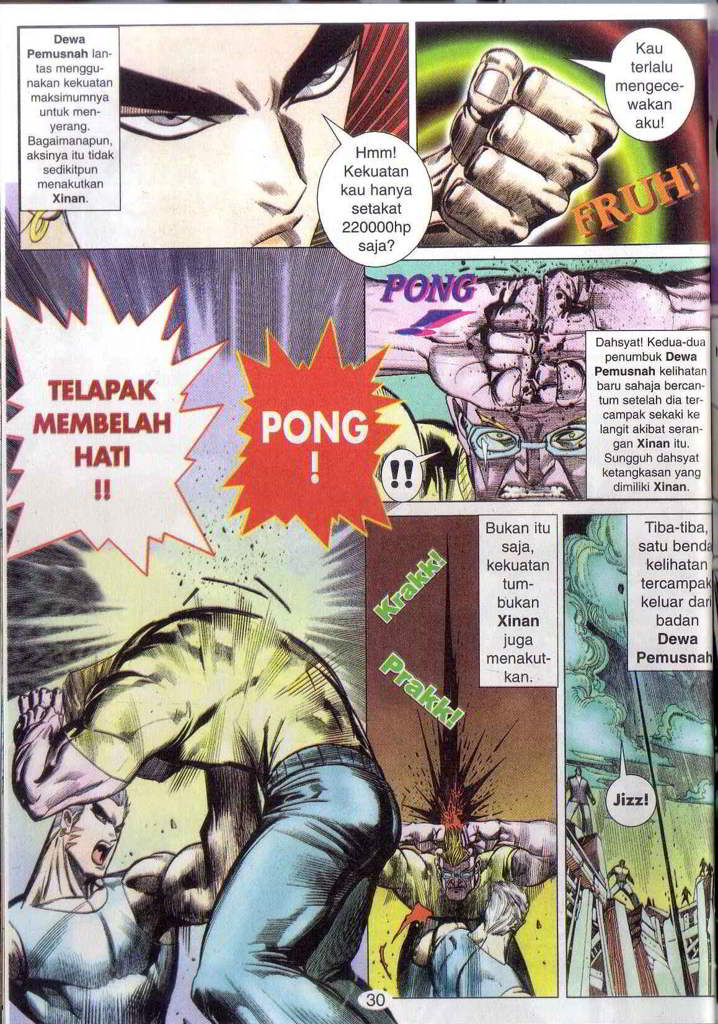 Dewa
Pemusnah lan-
tas menggu-
nakan kekuatan
maksimumnya
untuk men-
yerang.
Bagaimanapun,
aksinya itu tidak
sedikitpun
menakutkan
Xinan.
Hmm!
Kekuatan
kau hanya
setakat
220000hp
saja?
Kau
terlalu
mengece-
wakan
aku!
FRUH!
TELAPAK
MEMBELAH
HATI
!!
PONG
!
PONG
!
!!
Dahsyat! Kedua-dua
penumbuk Dewa
Pemusnah kelihatan
baru sahaja bercan-
tum setelah dia ter-
campak sekaki ke
langit akibat seran-
gan Xinan itu.
Sungguh dahsyat
ketangkasan yang
dimiliki Xinan.
Krakk!
Prakk!
Bukan itu
saja,
kekuatan
tum-
bukan
Xinan
juga
menakut-
kan.
Tiba-tiba,
satu benda
kelihatan
tercampak
keluar dari
badan
Dewa
Pemusnah
Jizz!
30